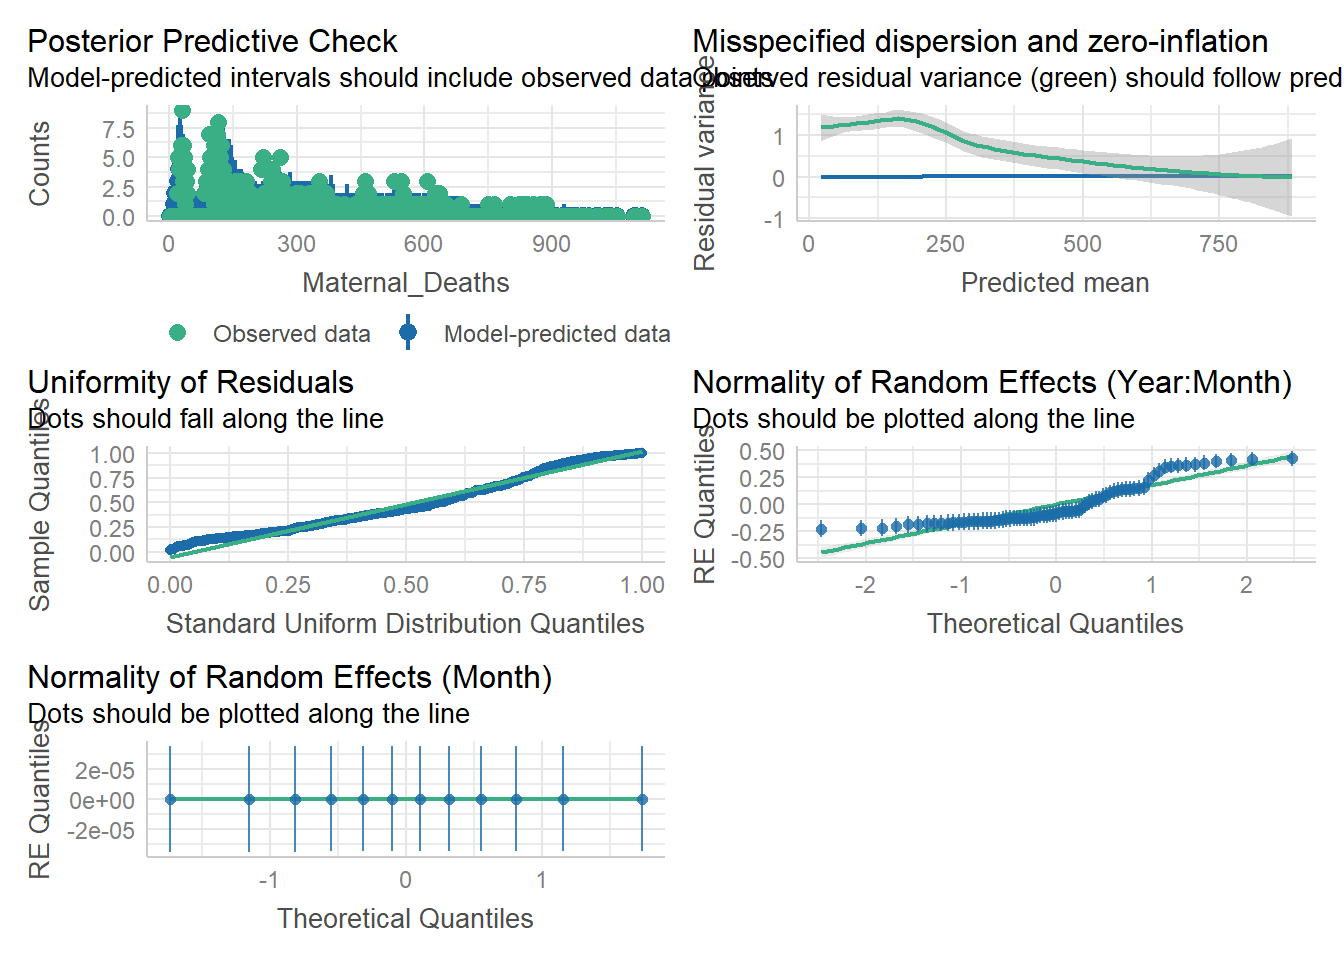 Posterior Predictive Check
Model-predicted intervals should include observed data points
Counts
7.5
5.0
2.5
0.0
0 300 600 900
Maternal_Deaths
Observed data Model-predicted data
Misspecified dispersion and zero-inflation
Observed residual variance (green) should follow pred
Residual variance
1
0
-1
0 250 500 750
Predicted mean
Uniformity of Residuals
Dots should fall along the line
Sample Quantiles
1.00
0.75
0.50
0.25
0.00
0.00 0.25 0.50 0.75 1.00
Standard Uniform Distribution Quantiles
Normality of Random Effects (Year:Month)
Dots should be plotted along the line
RE Quantiles
0.50
0.25
0.00
-0.25
-0.50
-2 -1 0 1 2
Theoretical Quantiles
Normality of Random Effects (Month)
Dots should be plotted along the line
RE Quantiles
2e-05
0e+00
-2e-05
-1 0 1
Theoretical Quantiles